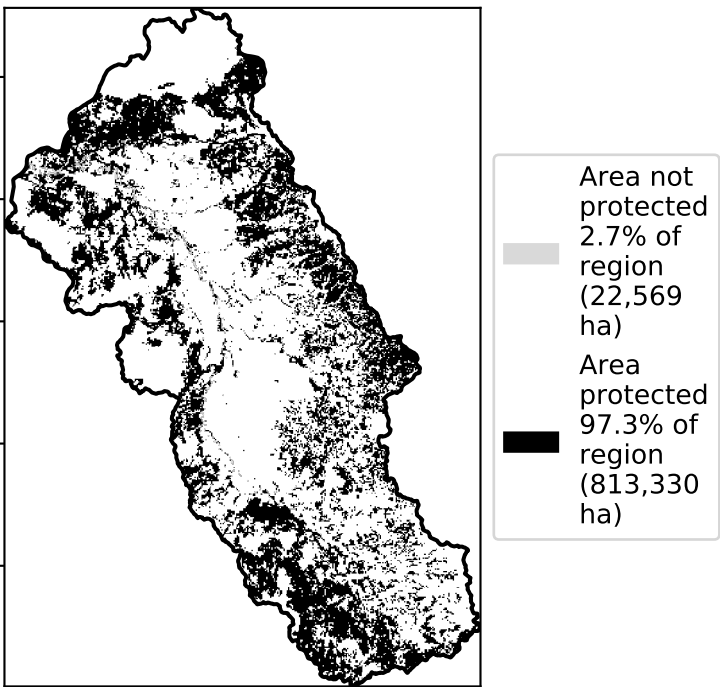 Area not
protected
2.7% of
region
(22,569
ha)
Area
protected
97.3% of
region
(813,330
ha)